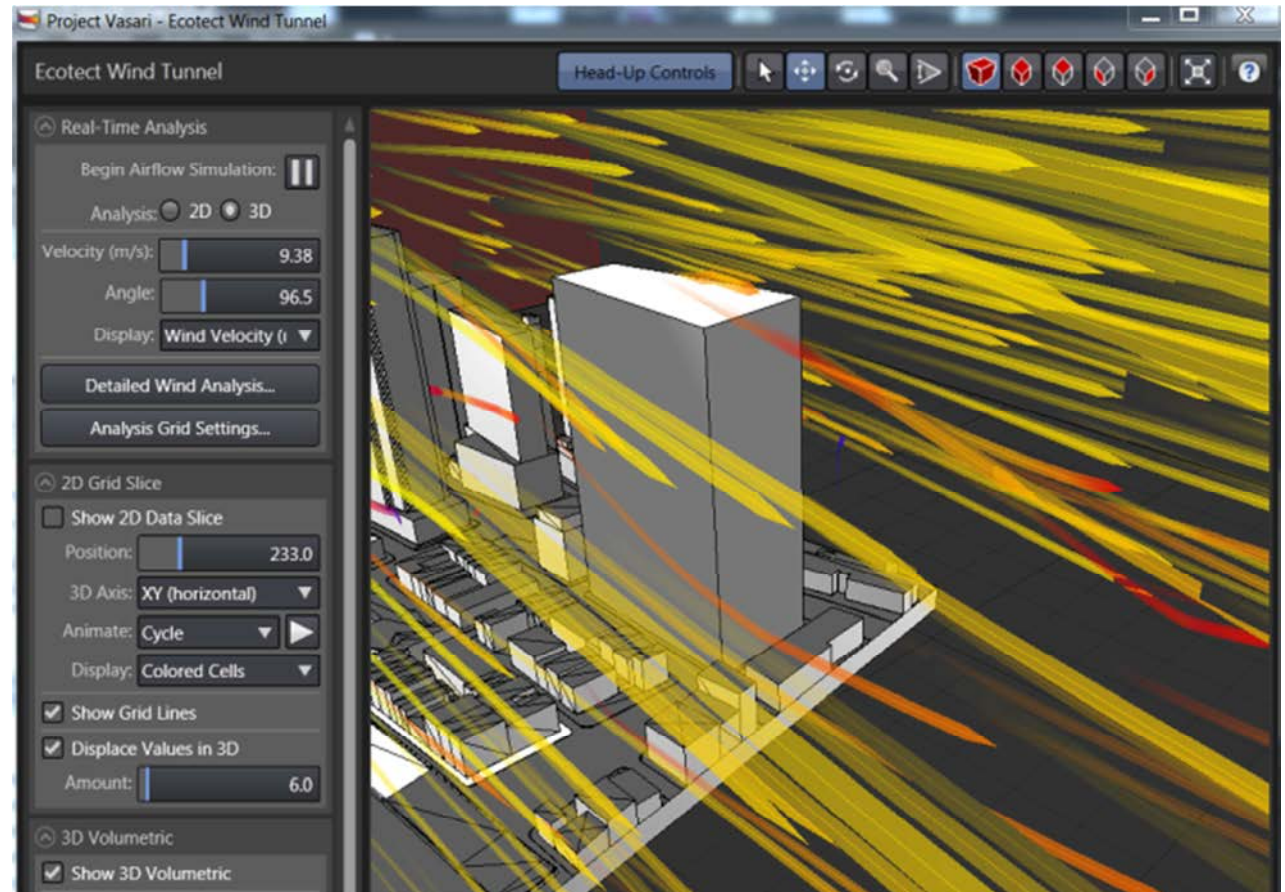 Project Vasari - Ecotect Wind Tunnel
Ecotect Wind Tunnel
Head-Up Controls
?
Real-Time Analysis
Begin Airflow Simulation:
Analysis: 2D 3D
Velocity (m/s): 9.38
Angle: 96.5
Display: Wind Velocity (
Detailed Wind Analysis...
Analysis Grid Settings...
2D Grid Slice
Show 2D Data Slice
Position: 233.0
3D Axis: XY (horizontal)
Animate: Cycle
Display: Colored Cells
Show Grid Lines
Displace Values in 3D
Amount: 6.0
3D Volumetric
Show 3D Volumetric